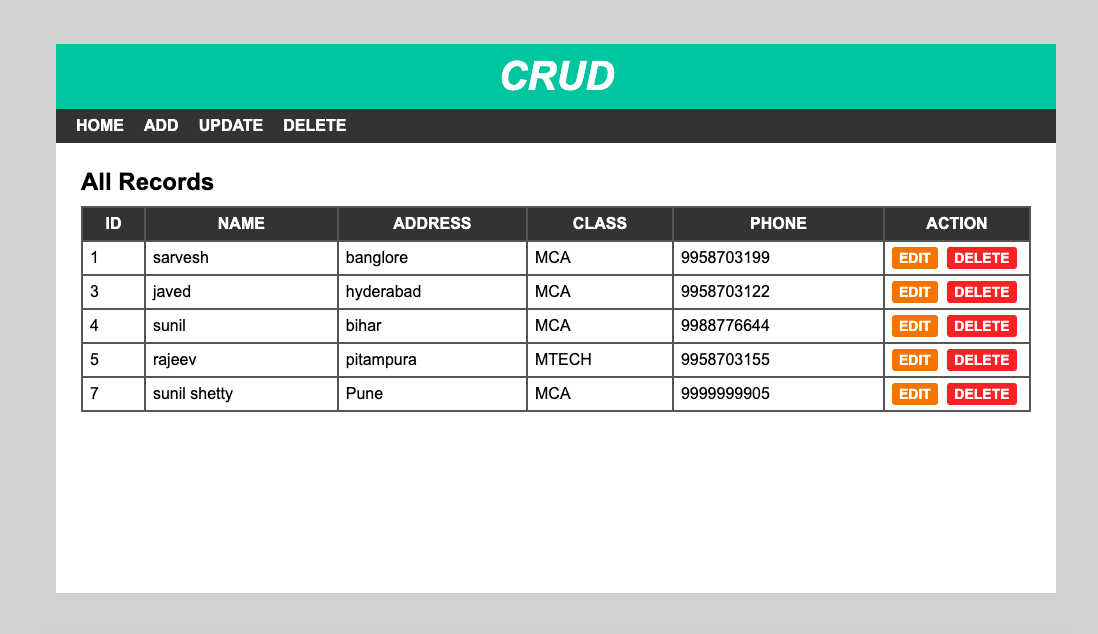 CRUD
HOME ADD UPDATE DELETE
All Records
ID NAME ADDRESS CLASS PHONE ACTION
1 sarvesh banglore MCA 9958703199 EDIT DELETE
3 javed hyderabad MCA 9958703122 EDIT DELETE
4 sunil bihar MCA 9988776644 EDIT DELETE
5 rajeev pitampura MTECH 9958703155 EDIT DELETE
7 sunil shetty Pune MCA 9999999905 EDIT DELETE